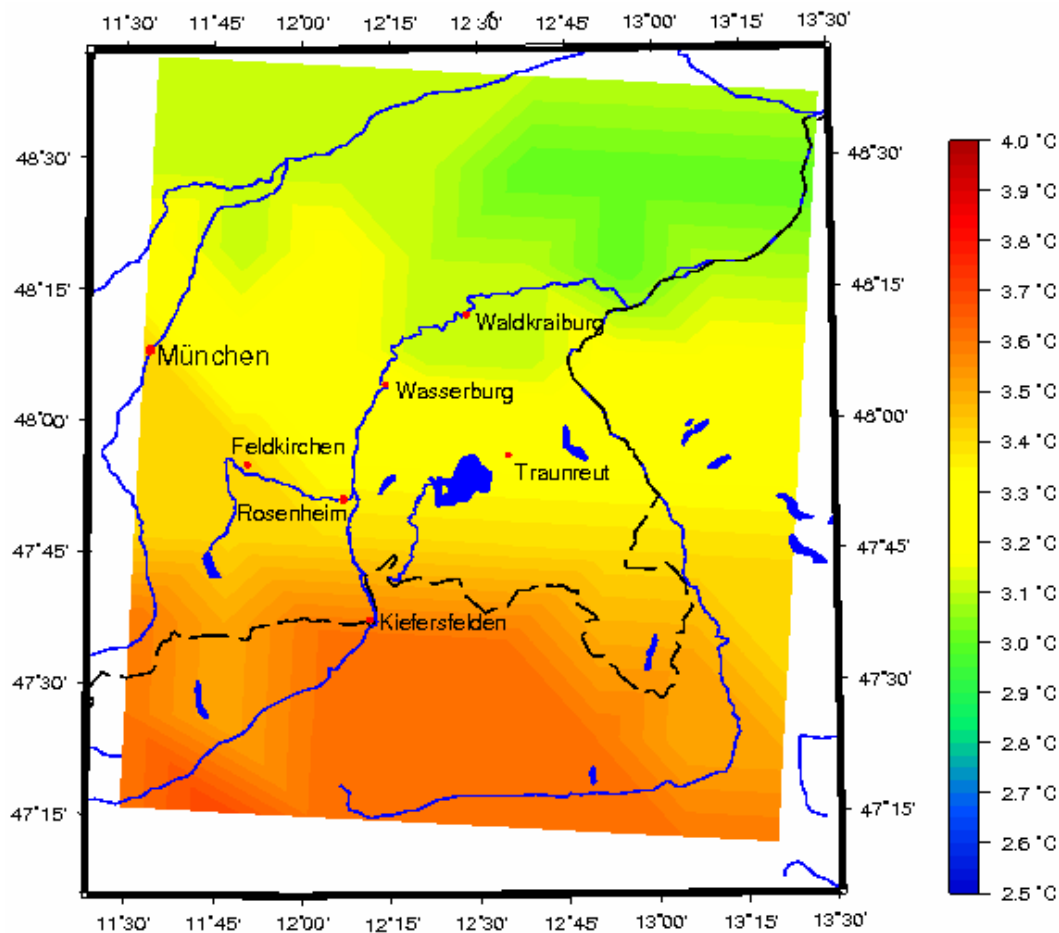 11°30' 11°45' 12°00' 12°15' 12°30' 12°45' 13°00' 13°15' 13°30'
48°30' 48°30'
48°15' 48°15'
48°00' 48°00'
47°45' 47°45'
47°30' 47°30'
47°15' 47°15'
Waldkraiburg
München
Wasserburg
Feldkirchen
Traunreut
Rosenheim
Kiefersfelden
11°30' 11°45' 12°00' 12°15' 12°30' 12°45' 13°00' 13°15' 13°30'
4.0 °C
3.9 °C
3.8 °C
3.7 °C
3.6 °C
3.5 °C
3.4 °C
3.3 °C
3.2 °C
3.1 °C
3.0 °C
2.9 °C
2.8 °C
2.7 °C
2.6 °C
2.5 °C